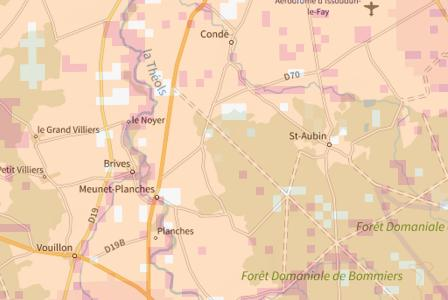 Aérodrome d'Issoudun-
le-Fay
Condé
la Théols
D70
le Noyer
le Grand Villiers
St-Aubin
Brives
Petit Villiers
Meunet-Planches
D19
Planches
D19B
Vouillon
Forêt Domaniale
Forêt Domaniale de Bommiers